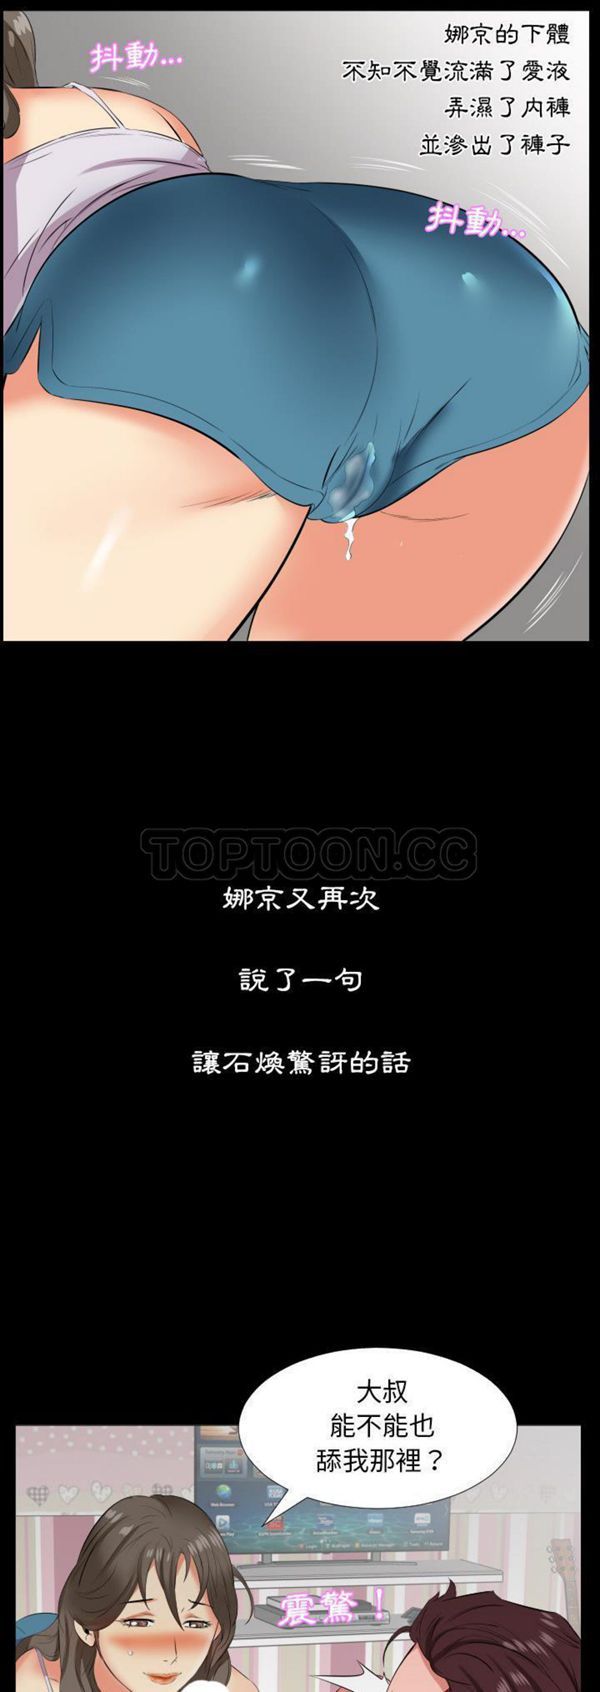 娜京的下體
抖動...
不知不覺流滿了愛液
弄濕了內褲
並滲出了褲子
抖動...
TOPTOON.CC
娜京又再次
說了一句
讓石煥驚訝的話
大叔
能不能也
舔我那裡？
震驚！